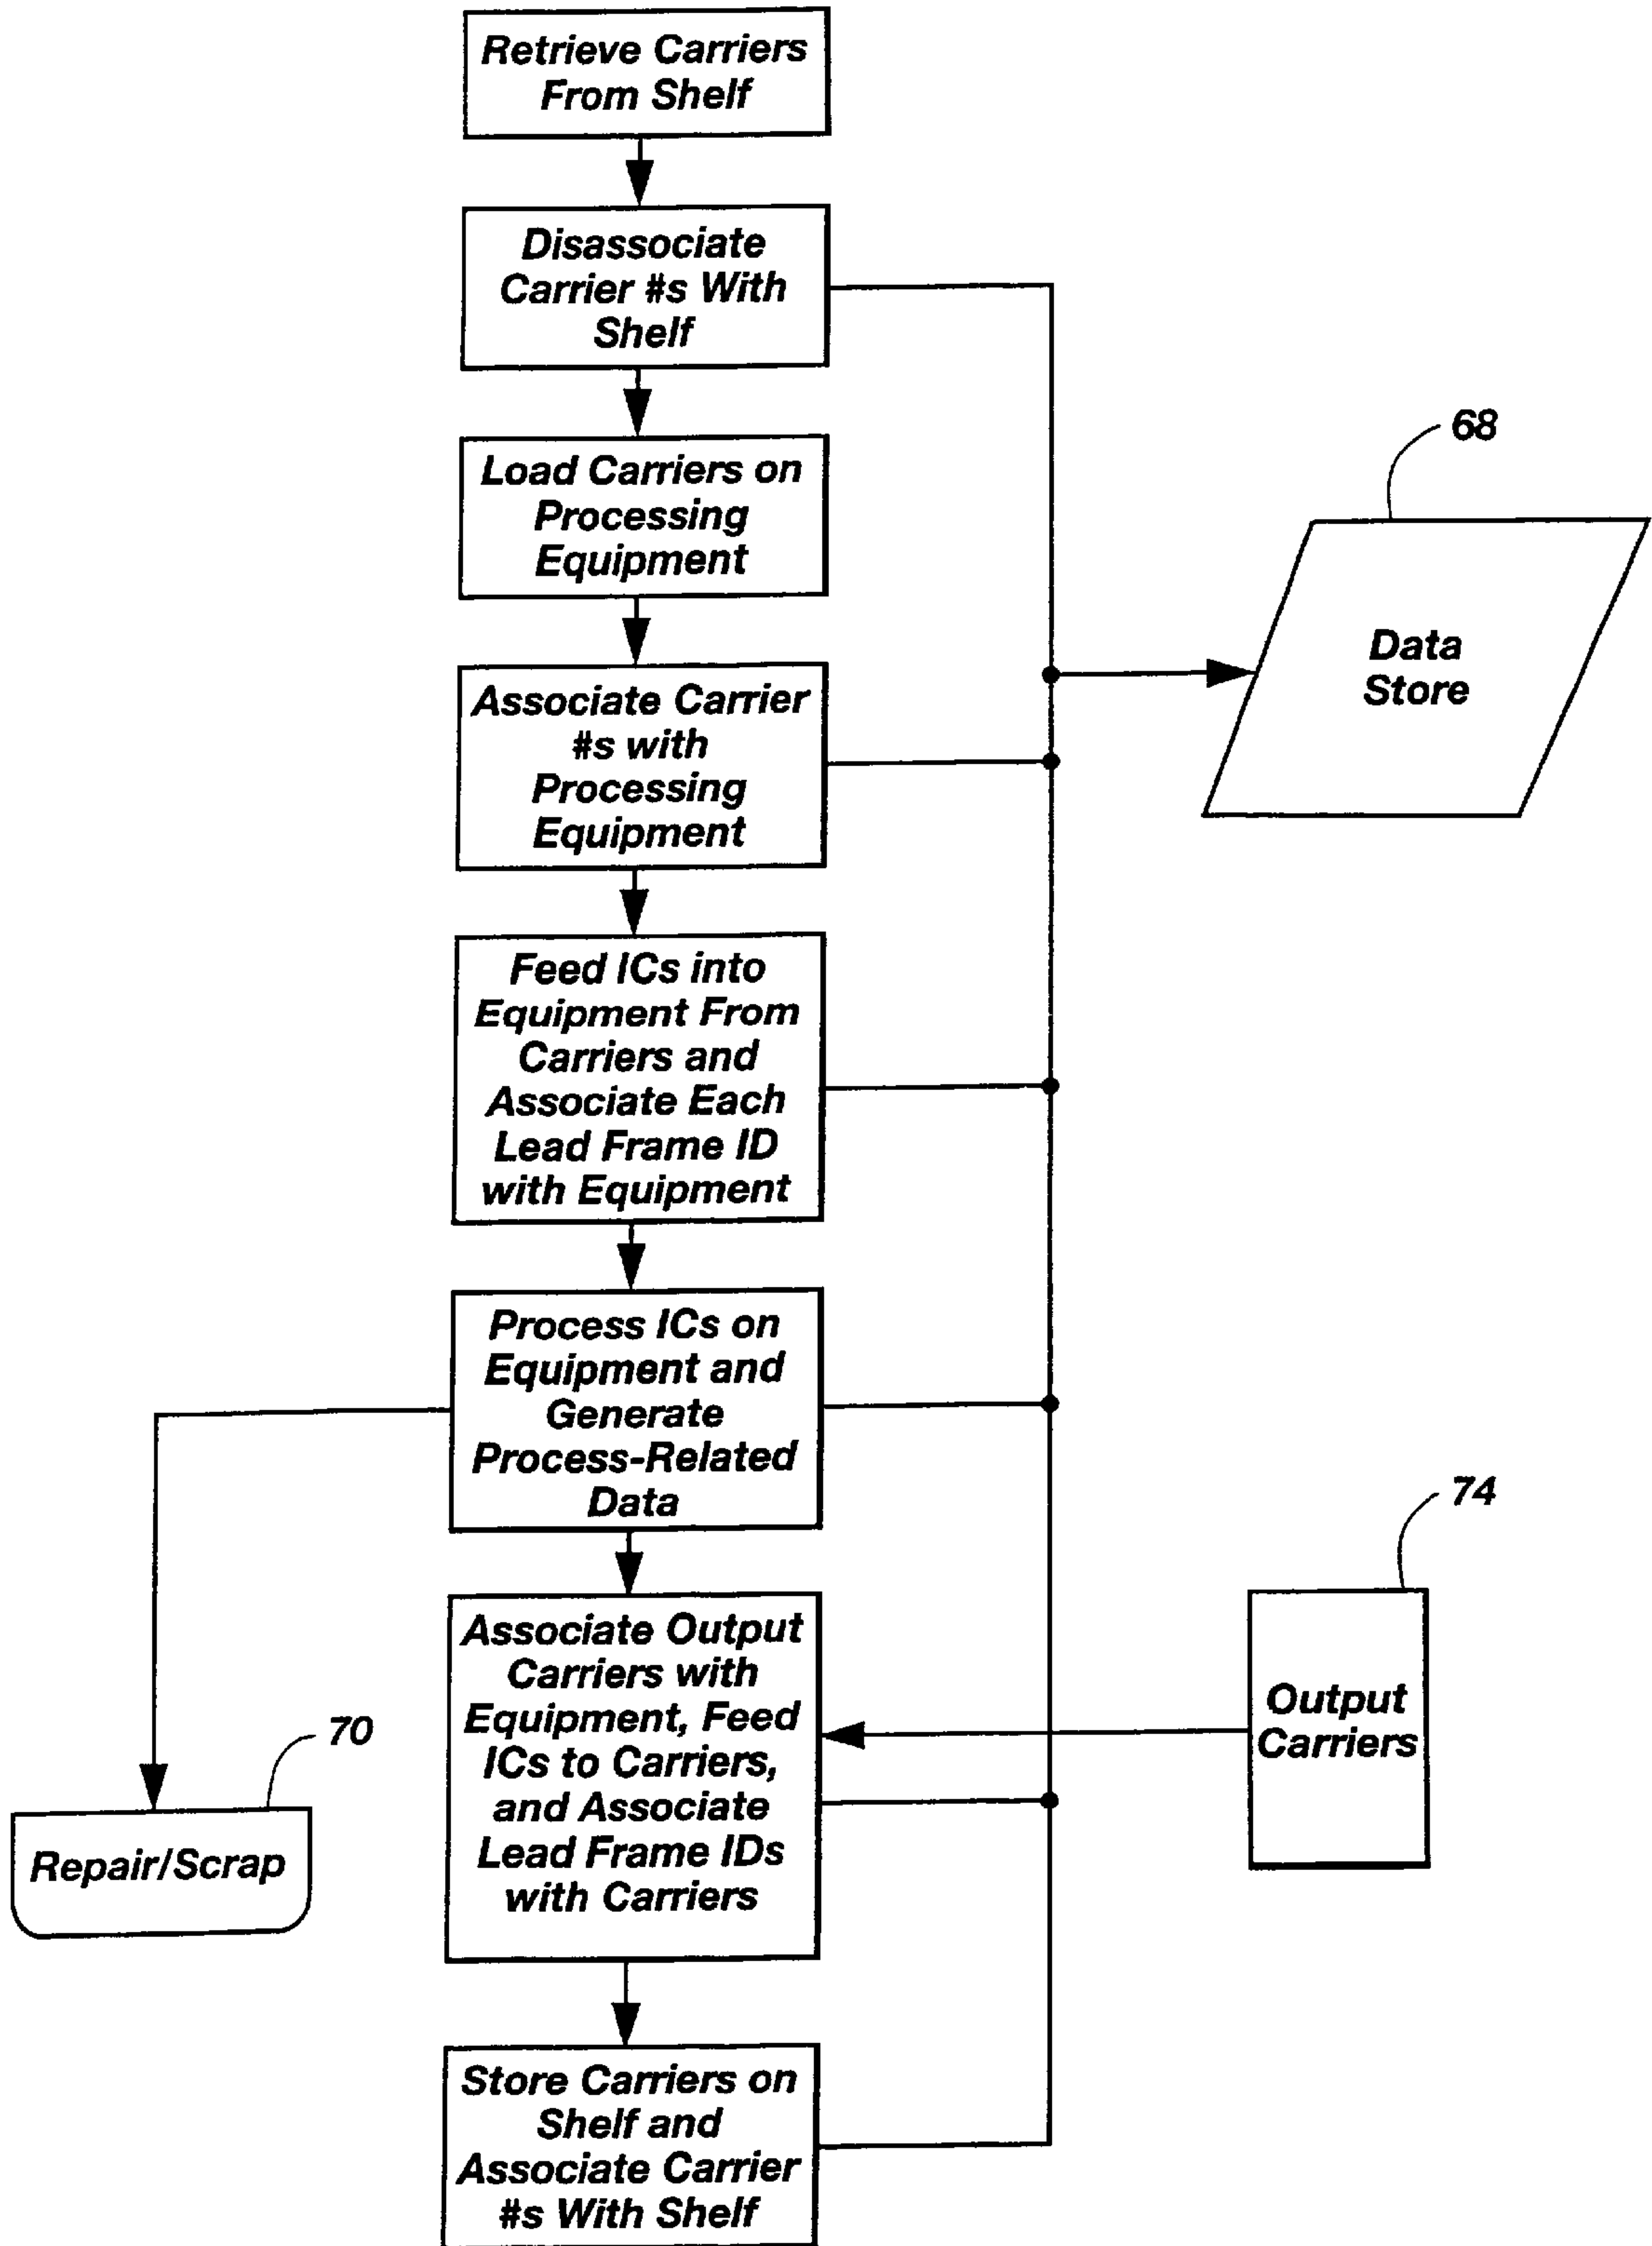 Retrieve Carriers
From Shelf
Disassociate
Carrier #s With
Shelf
Load Carriers on
Processing
Equipment
68
Data
Store
Associate Carrier
#s with
Processing
Equipment
Feed ICs into
Equipment From
Carriers and
Associate Each
Lead Frame ID
with Equipment
Process ICs on
Equipment and
Generate
Process-Related
Data
74
Output
Carriers
Associate Output
Carriers with
Equipment, Feed
ICs to Carriers,
and Associate
Lead Frame IDs
with Carriers
70
Repair/Scrap
Store Carriers on
Shelf and
Associate Carrier
#s With Shelf